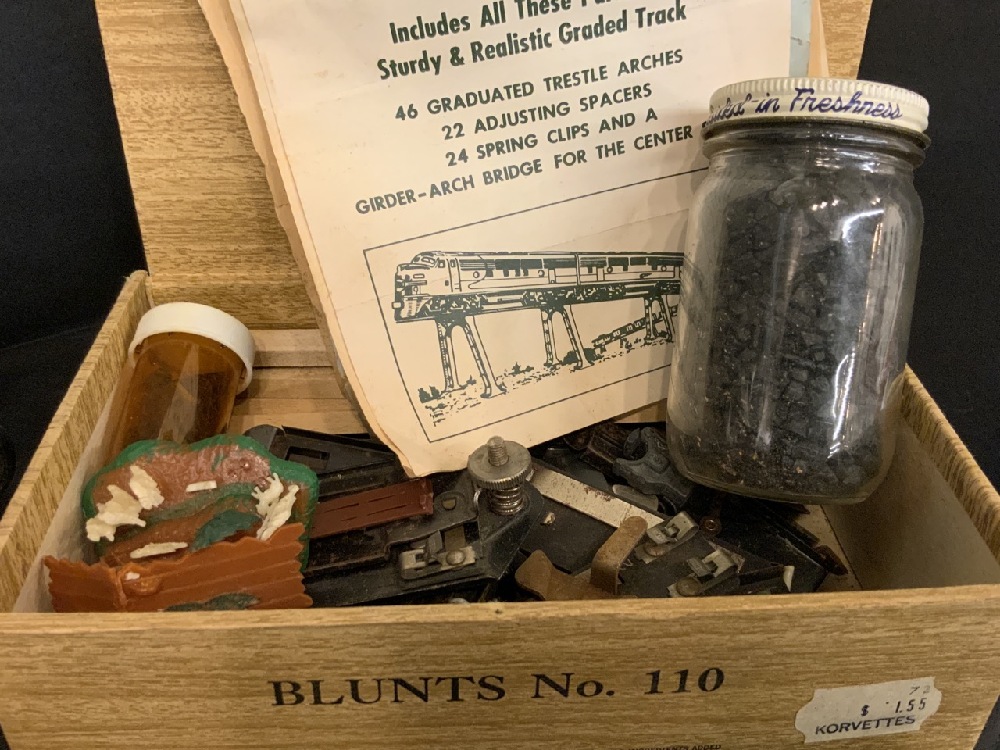 Includes All These
Sturdy & Realistic Graded Track
46 GRADUATED TRESTLE ARCHES
22 ADJUSTING SPACERS
24 SPRING CLIPS AND A
GIRDER-ARCH BRIDGE FOR THE CENTER
-in Freshness
BLUNTS No. 110
$ 1.55
KORVETTES
ADDED